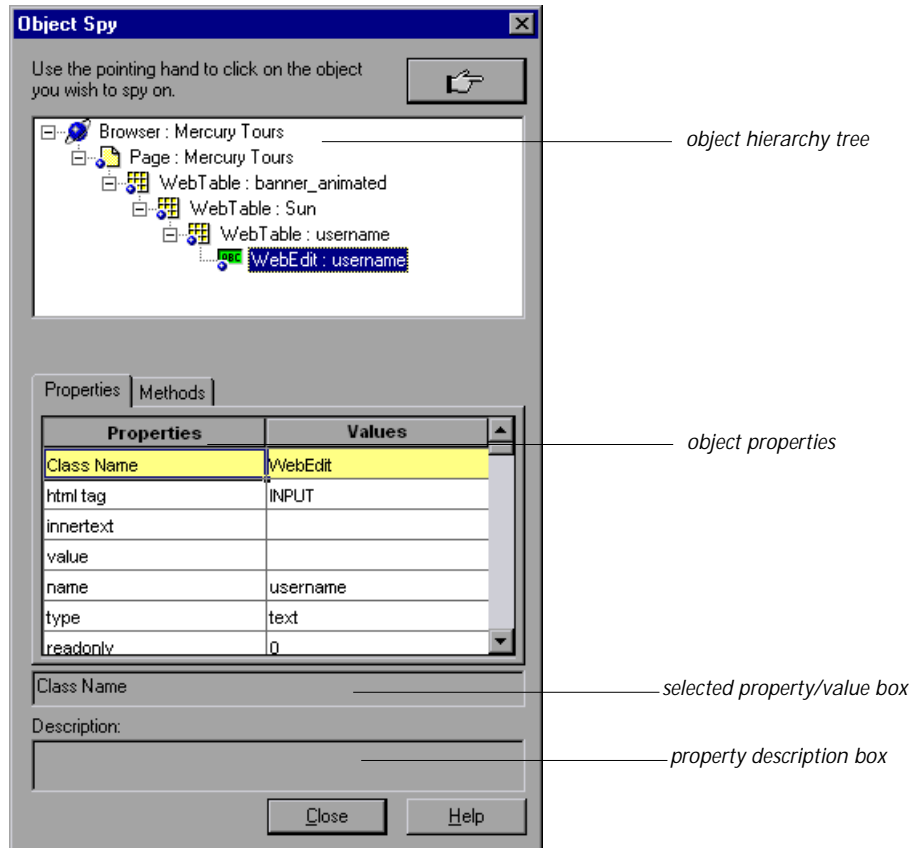 Object Spy
Use the pointing hand to click on the object
you wish to spy on.
Browser : Mercury Tours
object hierarchy tree
Page : Mercury Tours
WebTable : banner_animated
WebTable : Sun
WebTable : username
ABC WebEdit : username
Properties Methods
Properties Values
object properties
Class Name WebEdit
html tag INPUT
innertext
value
name username
type text
readonly 0
Class Name
selected property/value box
Description:
property description box
Close Help